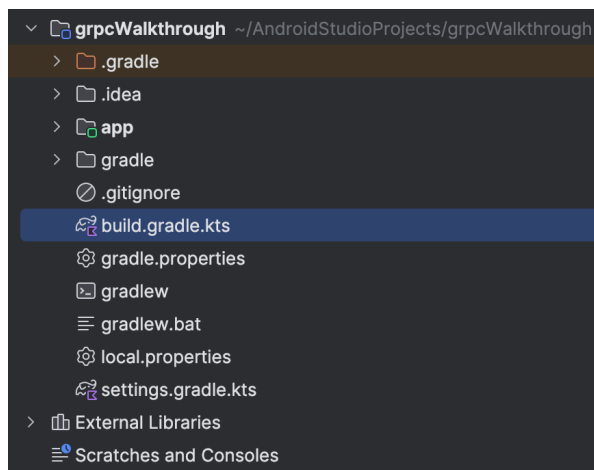 grpcWalkthrough ~/AndroidStudioProjects/grpcWalkthrough
.gradle
.idea
app
gradle
.gitignore
build.gradle.kts
gradle.properties
gradlew
gradlew.bat
local.properties
settings.gradle.kts
External Libraries
Scratches and Consoles